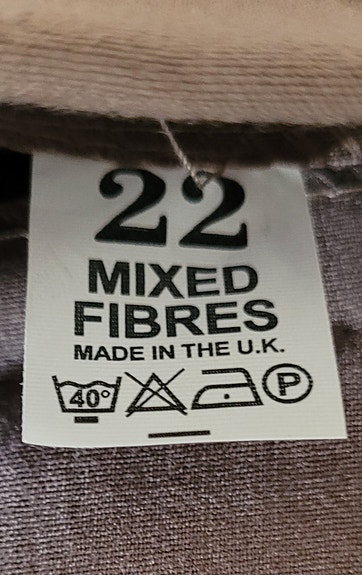 22
MIXED
FIBRES
MADE IN THE U.K.
40° P